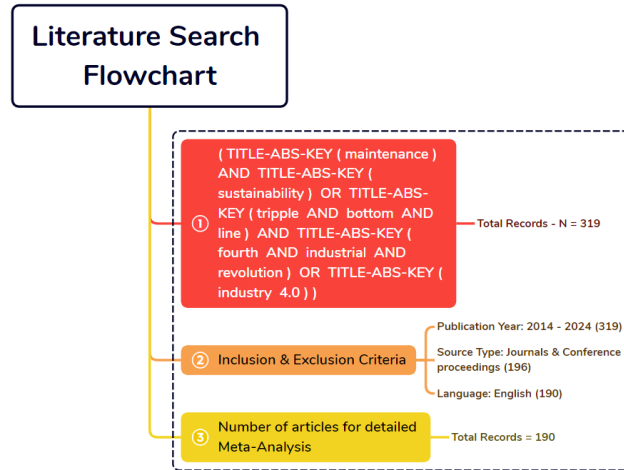 Literature Search
Flowchart
( TITLE-ABS-KEY ( maintenance )
AND TITLE-ABS-KEY (
sustainability ) OR TITLE-ABS-
KEY ( tripple AND bottom AND
line ) AND TITLE-ABS-KEY (
fourth AND industrial AND
revolution ) OR TITLE-ABS-KEY (
industry 4.0 ) )
1
Total Records - N = 319
2 Inclusion & Exclusion Criteria
Publication Year: 2014 - 2024 (319)
Source Type: Journals & Conference
proceedings (196)
Language: English (190)
3
Number of articles for detailed
Meta-Analysis
Total Records = 190